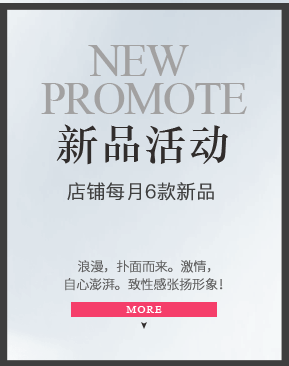 NEW
PROMOTE
新品活动
店铺每月6款新品
浪漫，扑面而来。激情，
自心澎湃。致性感张扬形象！
MORE